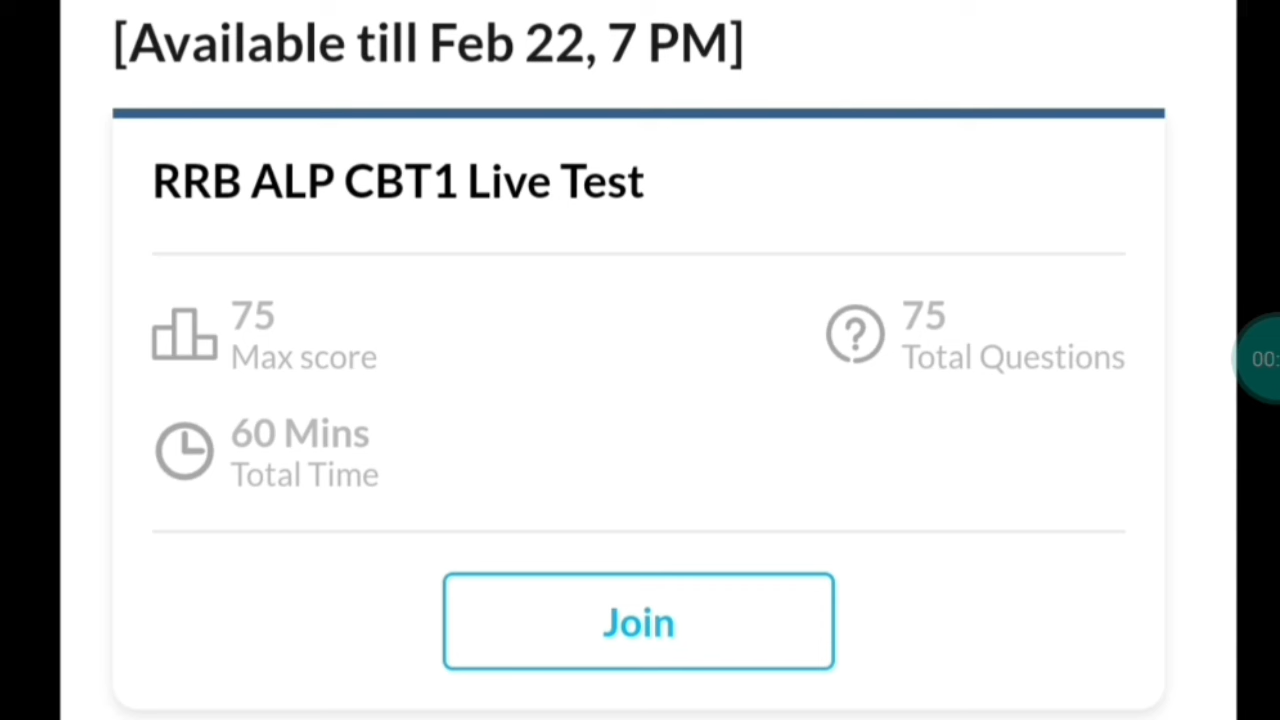 [Available till Feb 22, 7 PM]
RRB ALP CBT1 Live Test
75
Max score
75
Total Questions
60 Mins
Total Time
Join
00: